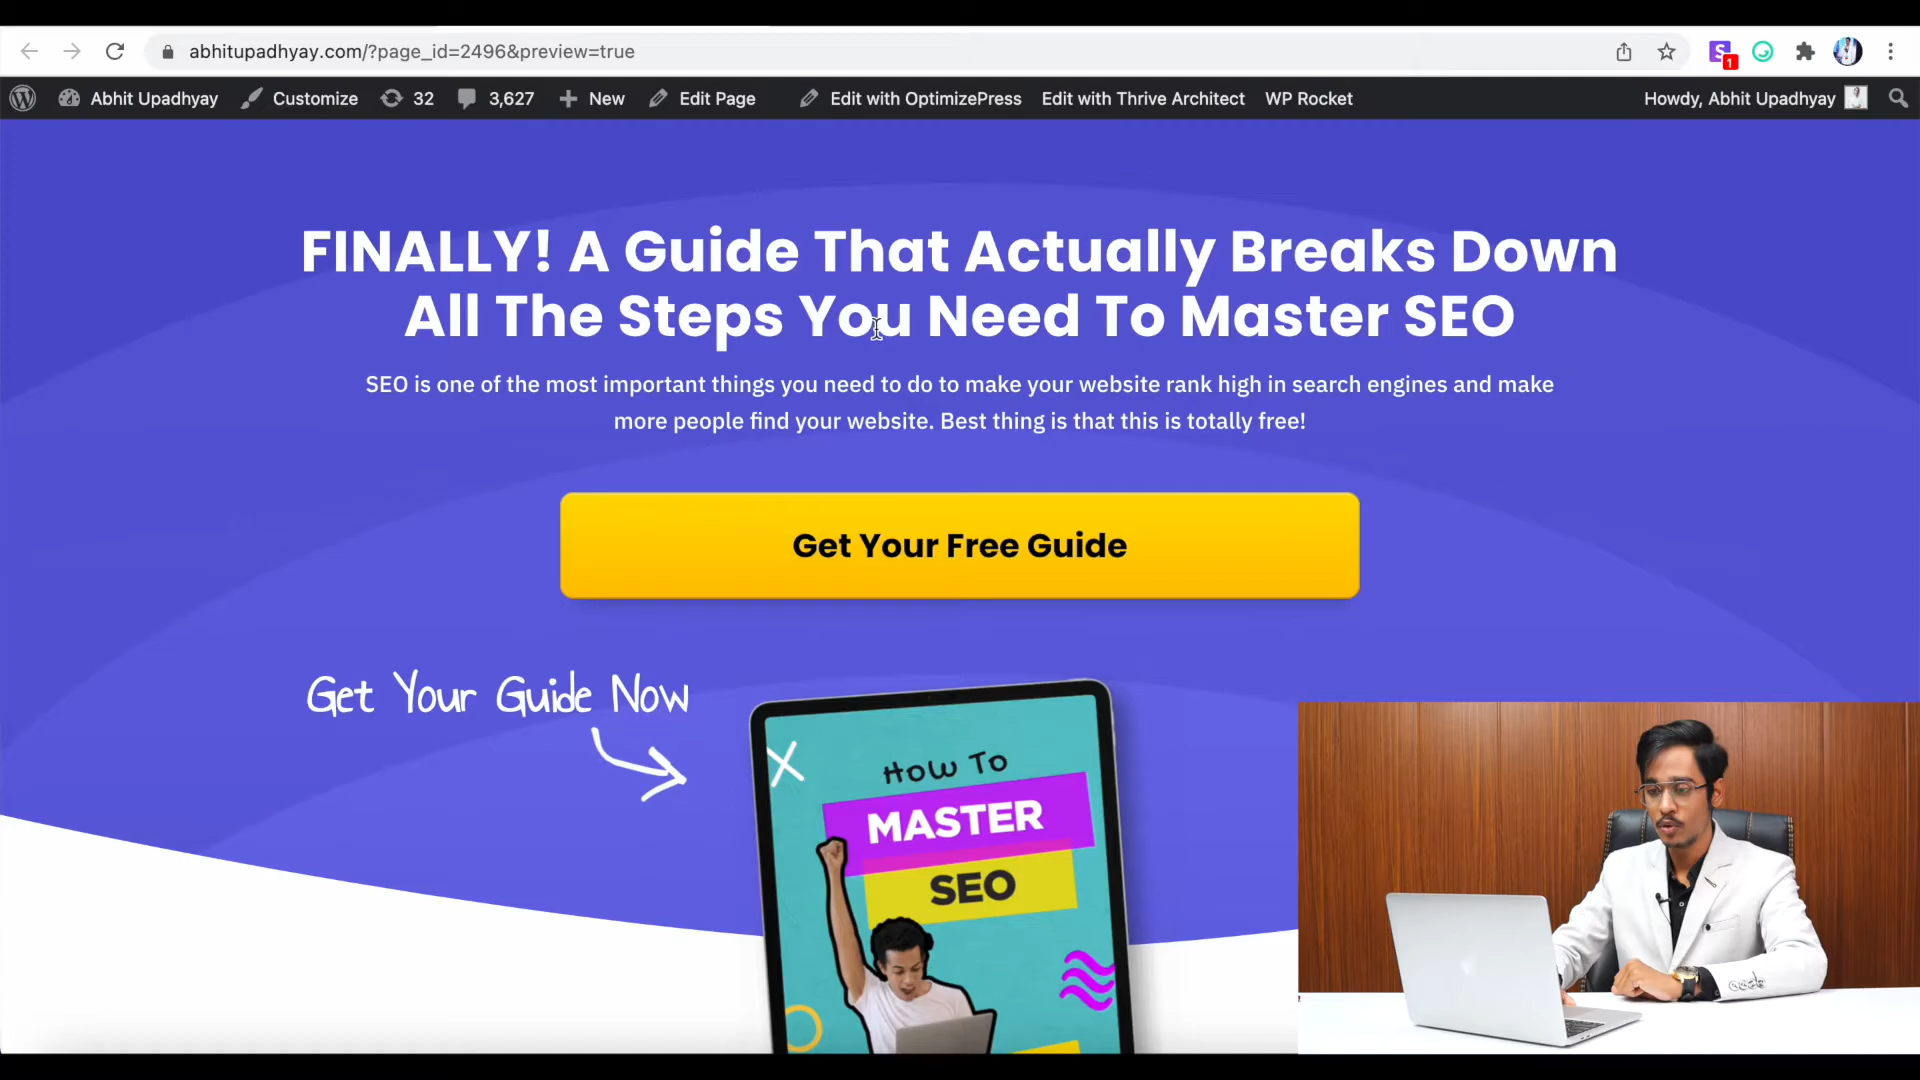 abhitupadhyay.com/?page_id=2496&preview=true
1
Abhit Upadhyay Customize 32 3,627 New Edit Page Edit with OptimizePress Edit with Thrive Architect WP Rocket Howdy, Abhit Upadhyay
FINALLY! A Guide That Actually Breaks Down
All The Steps You Need To Master SEO
SEO is one of the most important things you need to do to make your website rank high in search engines and make
more people find your website. Best thing is that this is totally free!
Get Your Free Guide
Get Your Guide Now
How To
MASTER
SEO